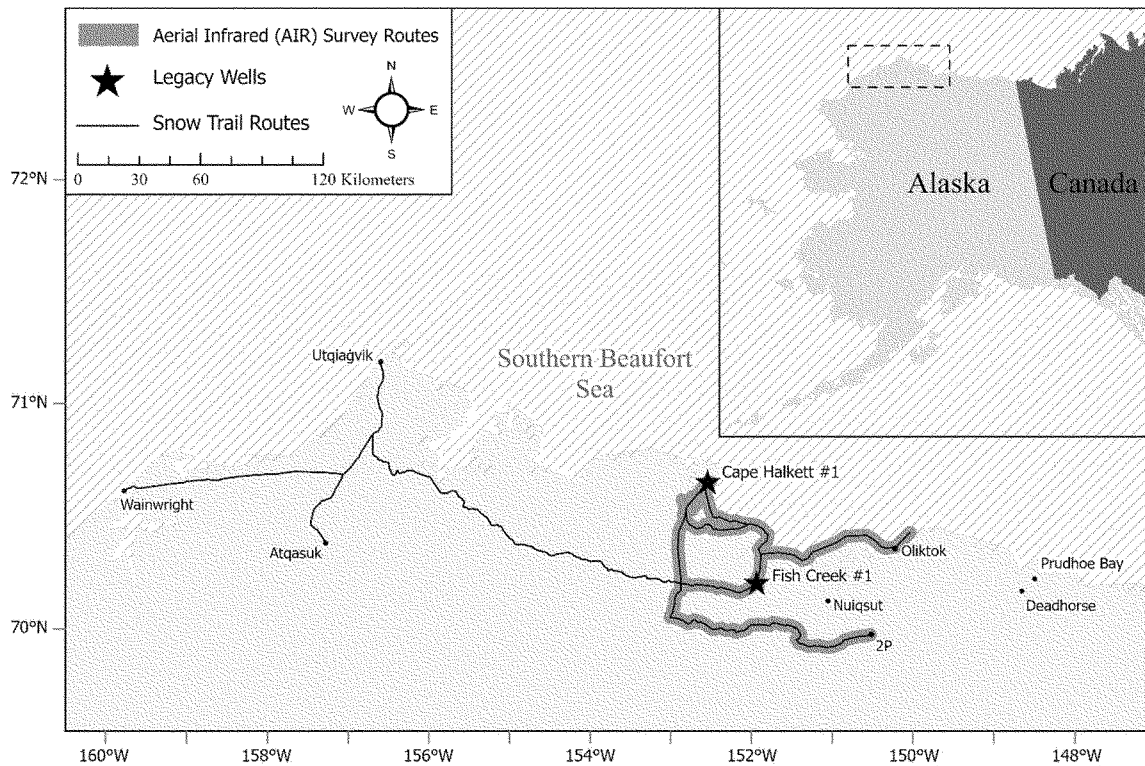 Aerial Infrared (AIR) Survey Routes
Legacy Wells
Snow Trail Routes
N
W E
S
0 30 60 120 Kilometers
Alaska
Canada
72°N
71°N
70°N
Southern Beaufort
Sea
Utqiaġvik
Wainwright
Atqasuk
Cape Halkett #1
Oliktok
Fish Creek #1
Nuiqsut
2P
Prudhoe Bay
Deadhorse
160°W 158°W 156°W 154°W 152°W 150°W 148°W